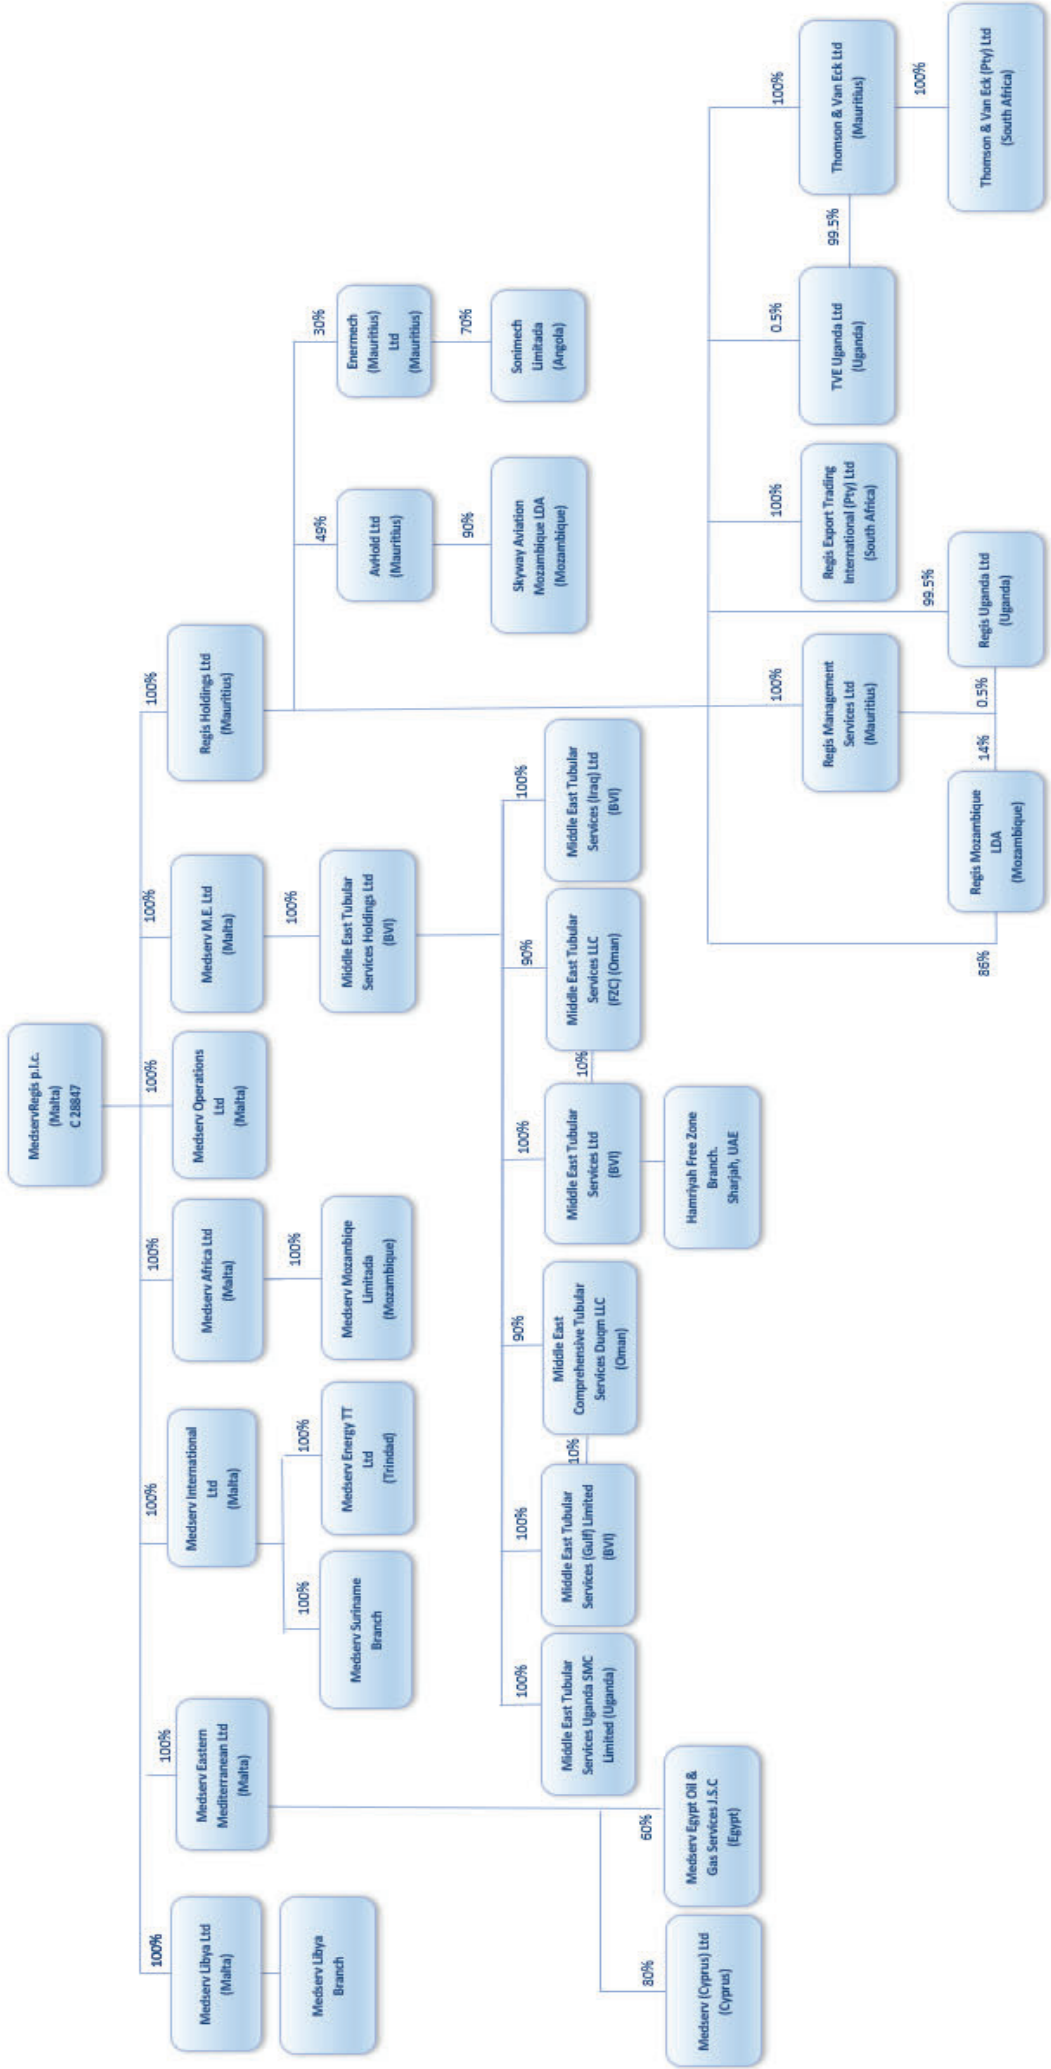 MedservRegis p.l.c.
(Malta)
C 28847
100%
Medserv Libya Ltd
(Malta)
Medserv Libya
Branch
100%
Medserv Eastern
Mediterranean Ltd
(Malta)
80%
Medserv (Cyprus) Ltd
(Cyprus)
60%
Medserv Egypt Oil &
Gas Services J.S.C
(Egypt)
100%
Medserv International
Ltd
(Malta)
100%
Medserv Suriname
Branch
100%
Medserv Energy TT
Ltd
(Trindad)
100%
Medserv Africa Ltd
(Malta)
100%
Medserv Mozambiqe
Limitada
(Mozambique)
100%
Medserv Operations
Ltd
(Malta)
100%
Medserv M.E. Ltd
(Malta)
100%
Middle East Tubular
Services Holdings Ltd
(BVI)
100%
Middle East Tubular
Services Uganda SMC
Limited (Uganda)
100%
Middle East Tubular
Services (Gulf) Limited
(BVI)
10%
90%
Middle East
Comprehensive Tubular
Services Duqm LLC
(Oman)
100%
Middle East Tubular
Services Ltd
(BVI)
Hamriyah Free Zone
Branch.
Sharjah, UAE
10%
90%
Middle East Tubular
Services LLC
(FZC) (Oman)
100%
Middle East Tubular
Services (Iraq) Ltd
(BVI)
100%
Regis Holdings Ltd
(Mauritius)
49%
AvHold Ltd
(Mauritius)
90%
Skyway Aviation
Mozambique LDA
(Mozambique)
30%
Enermech
(Mauritius)
Ltd
(Mauritius)
70%
Sonimech
Limitada
(Angola)
86%
Regis Mozambique
LDA
(Mozambique)
14%
100%
Regis Management
Services Ltd
(Mauritius)
0.5%
99.5%
Regis Uganda Ltd
(Uganda)
100%
Regis Export Trading
International (Pty) Ltd
(South Africa)
0.5%
TVE Uganda Ltd
(Uganda)
99.5%
100%
Thomson & Van Eck Ltd
(Mauritius)
100%
Thomson & Van Eck (Pty) Ltd
(South Africa)